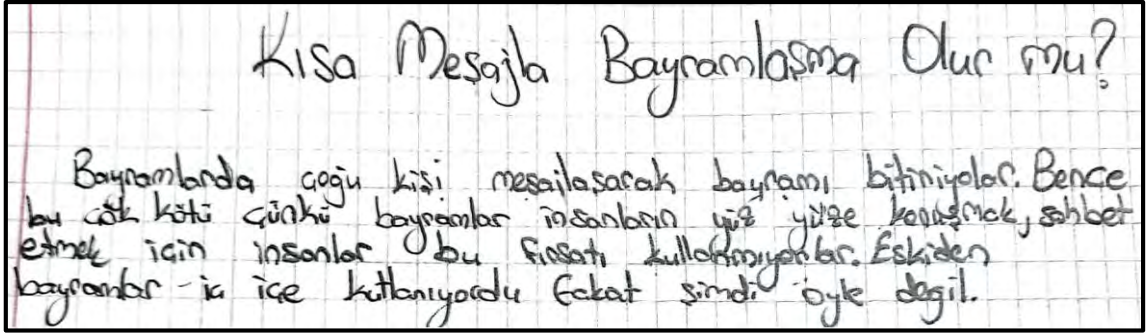 Kısa Mesajla Bayramlaşma Olur mu?
Bayramlarda çoğu kişi mesajlaşarak bayramı bitiriyolar. Bence
bu çok kötü çünkü bayramlar insanların yüz yüze konuşmak, sohbet
etmek için insanlar bu fırsatı kullanmıyorlar. Eskiden
bayramlar iç içe kutlanıyordu fakat şimdi öyle değil.